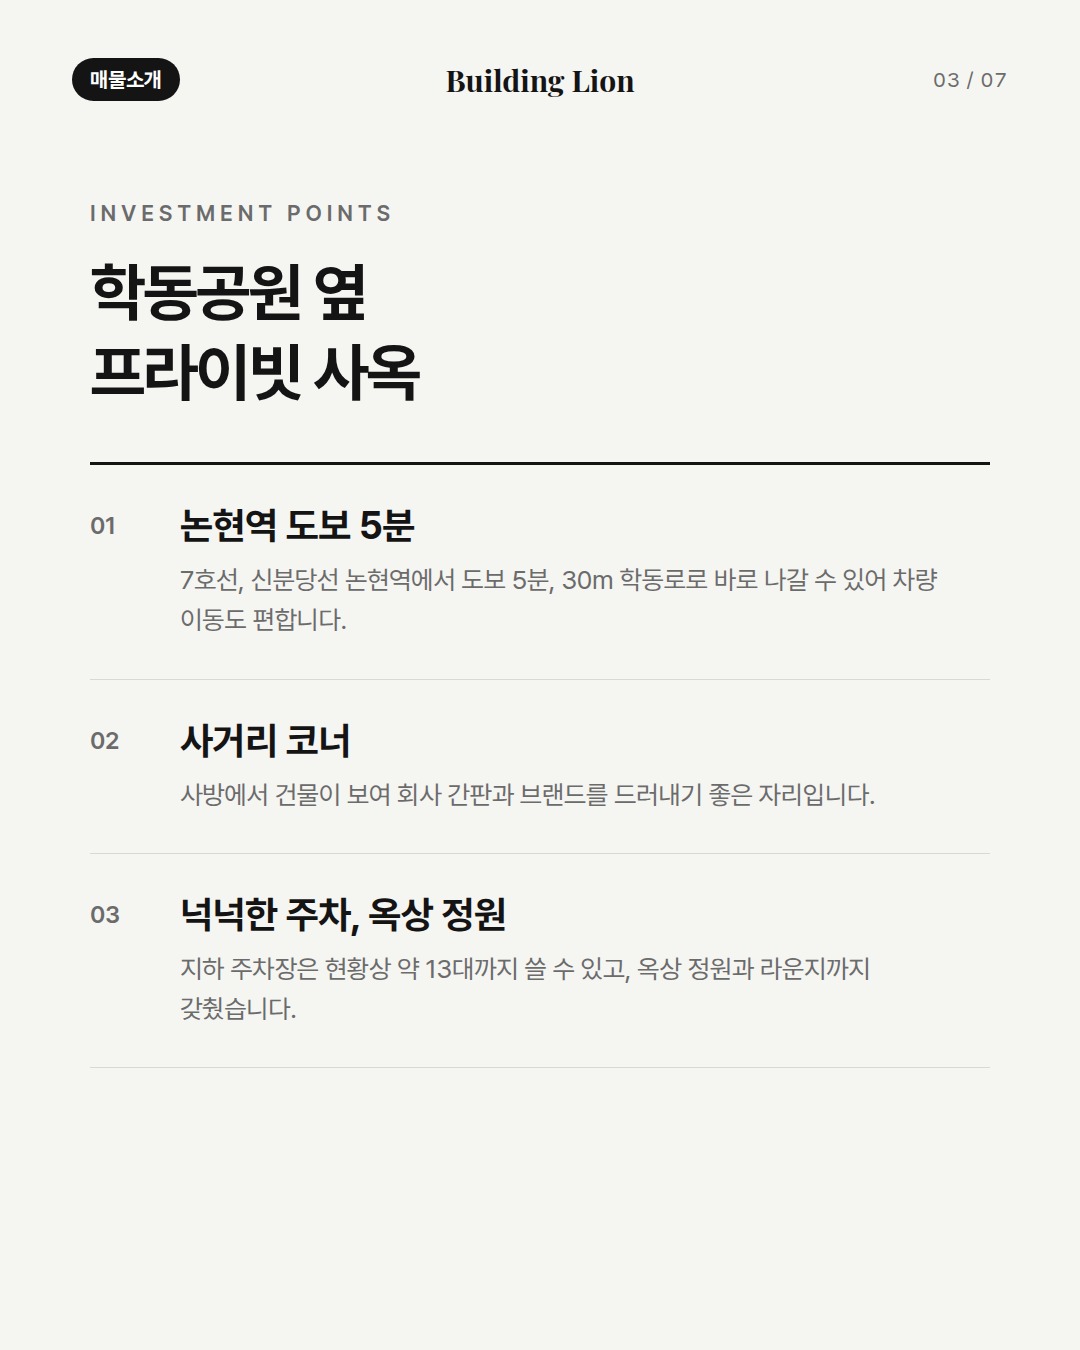 매물소개
Building Lion
03 / 07
INVESTMENT POINTS
학동공원 옆
프라이빗 사옥
01
논현역 도보 5분
7호선, 신분당선 논현역에서 도보 5분, 30m 학동로로 바로 나갈 수 있어 차량
이동도 편합니다.
02
사거리 코너
사방에서 건물이 보여 회사 간판과 브랜드를 드러내기 좋은 자리입니다.
03
넉넉한 주차, 옥상 정원
지하 주차장은 현황상 약 13대까지 쓸 수 있고, 옥상 정원과 라운지까지
갖췄습니다.